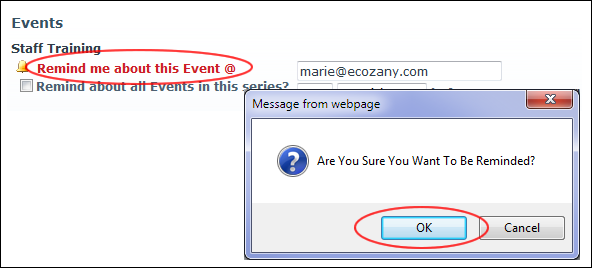 Events
Staff Training
Remind me about this Event @ marie@ecozany.com
Remind about all Events in this series?
Message from webpage
Are You Sure You Want To Be Reminded?
OK Cancel